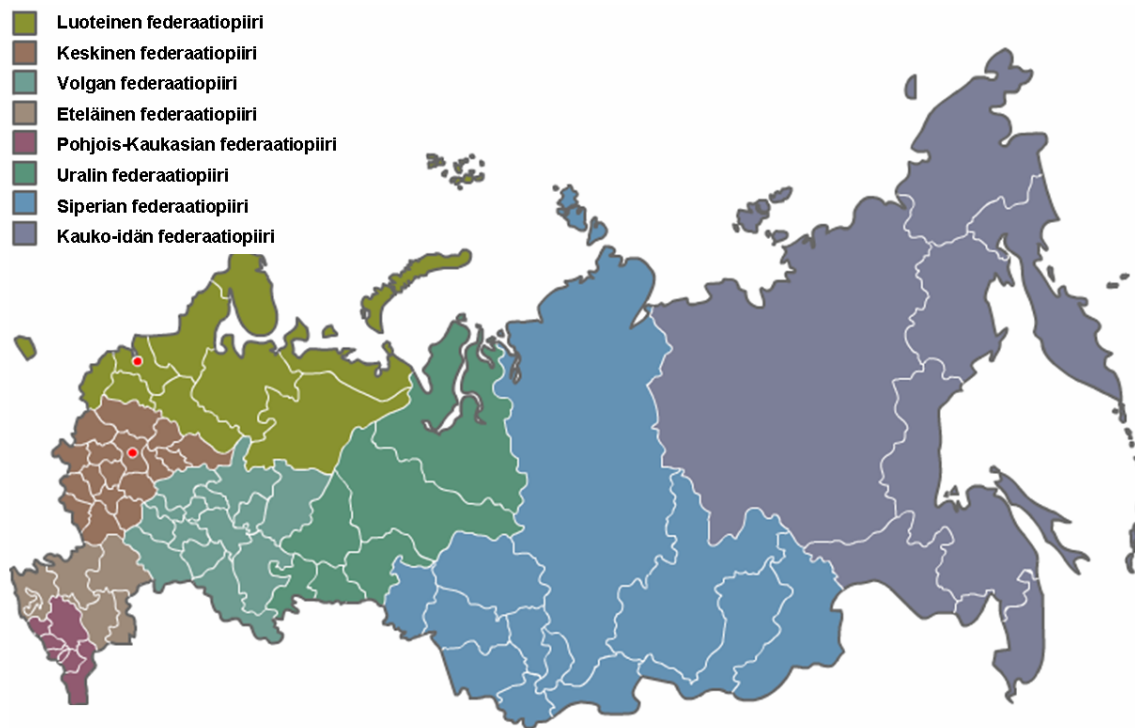 Luoteinen federaatiopiiri
Keskinen federaatiopiiri
Volgan federaatiopiiri
Eteläinen federaatiopiiri
Pohjois-Kaukasian federaatiopiiri
Uralin federaatiopiiri
Siperian federaatiopiiri
Kauko-idän federaatiopiiri